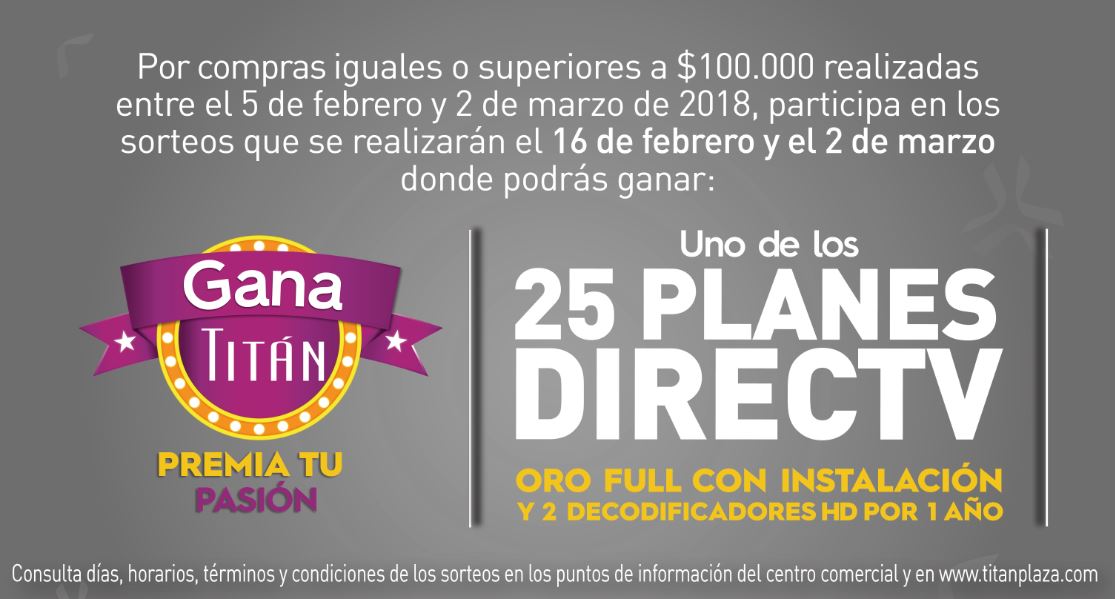 Por compras iguales o superiores a $100.000 realizadas
entre el 5 de febrero y 2 de marzo de 2018, participa en los
sorteos que se realizarán el 16 de febrero y el 2 de marzo
donde podrás ganar:
Gana
TITÁN
PREMIA TU
PASIÓN
Uno de los
25 PLANES
DIRECTV
ORO FULL CON INSTALACIÓN
Y 2 DECODIFICADORES HD POR 1 AÑO
Consulta días, horarios, términos y condiciones de los sorteos en los puntos de información del centro comercial y en www.titanplaza.com